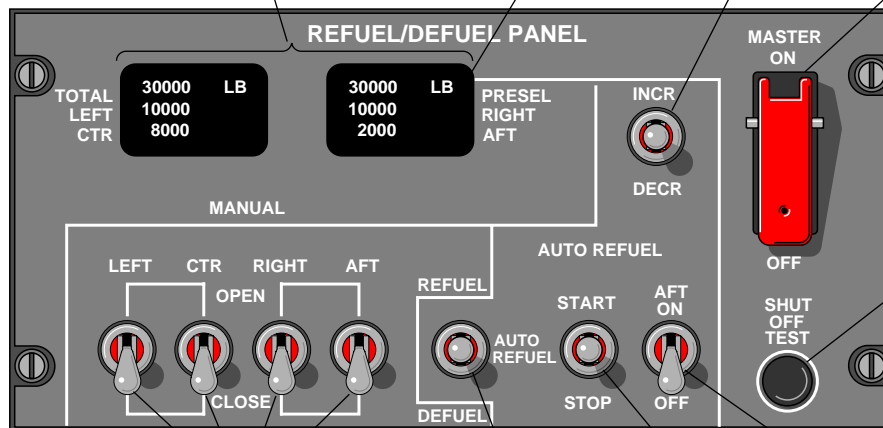 REFUEL/DEFUEL PANEL
MASTER
ON
TOTAL 30000 LB
LEFT 10000
CTR 8000
30000 LB PRESEL
10000 RIGHT
2000 AFT
INCR
DECR
MANUAL
LEFT CTR RIGHT AFT
OPEN
CLOSE
REFUEL
AUTO
REFUEL
DEFUEL
AUTO REFUEL
START
STOP
AFT
ON
OFF
OFF
SHUT
OFF
TEST